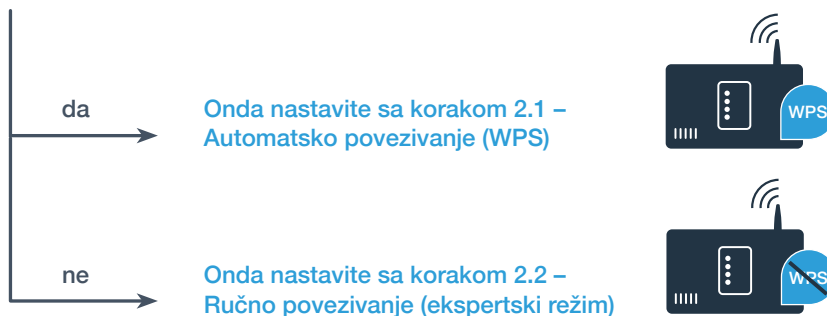 da
Onda nastavite sa korakom 2.1 –
Automatsko povezivanje (WPS)
WPS
ne
Onda nastavite sa korakom 2.2 –
Ručno povezivanje (ekspertski režim)
WPS